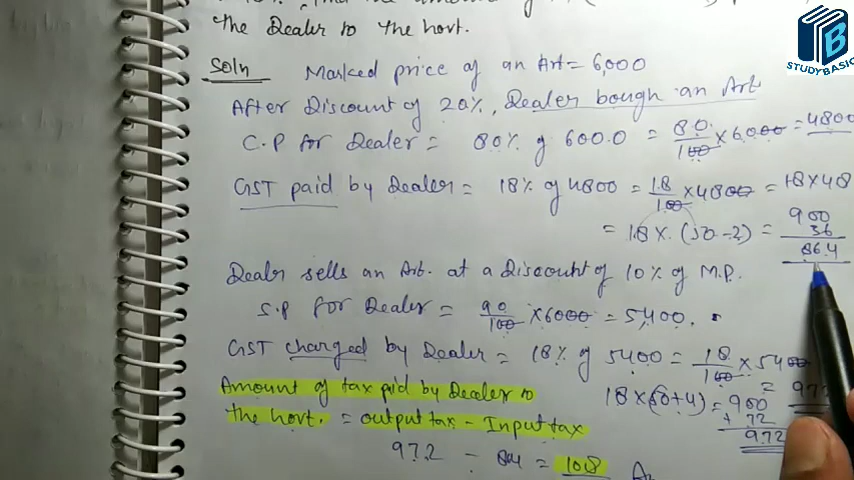 the Dealer to the Govt.
STUDYBASIC
Soln Marked price of an Art = 6,000
After Discount of 20%, Dealer bough an Art
C.P for Dealer = 80% of 6000 = 80/100 × 6000 = 4800
GST paid by Dealer = 18% of 4800 = 18/100 × 4800 = 18×48
= 18 × (50-2) = 900
36
864
Dealr sells an Art. at a Discount of 10% of M.P.
S.P for Dealer = 90/100 × 6000 = 5,400.
GST charged by Dealer = 18% of 5400 = 18/100 × 5400
= 972
Amount of tax paid by Dealer to
18×(50+4) = 900
+ 72
972
the Govt. = output tax - Input tax
972 - 864 = 108